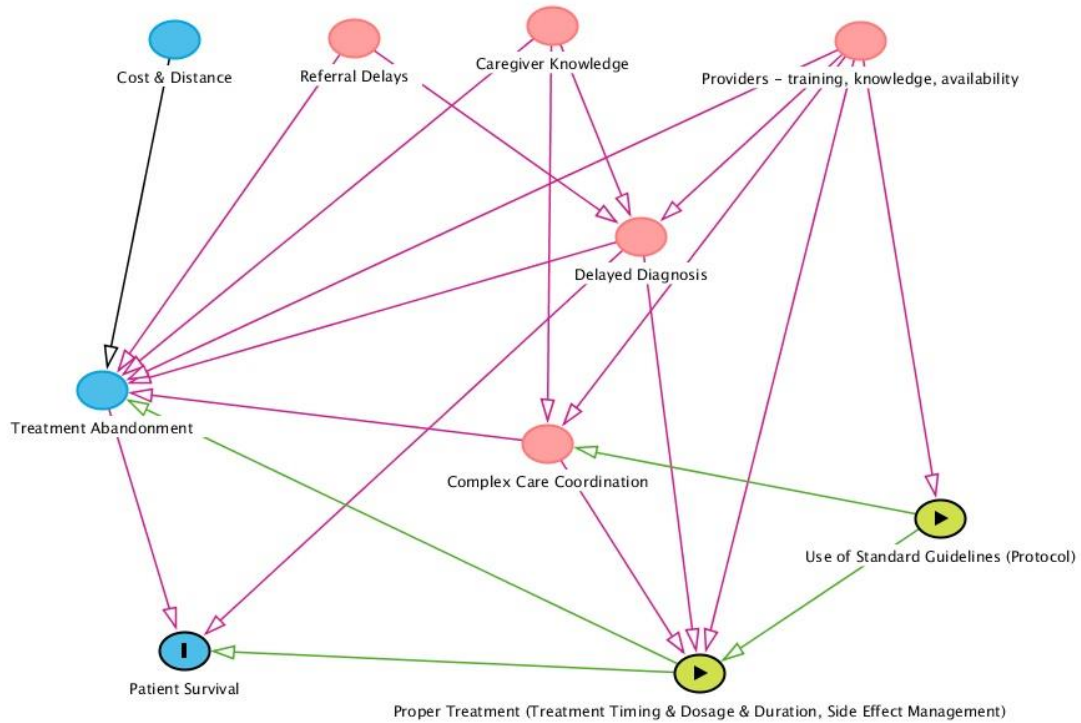 Cost & Distance
Referral Delays
Caregiver Knowledge
Providers - training, knowledge, availability
Delayed Diagnosis
Treatment Abandonment
Complex Care Coordination
Use of Standard Guidelines (Protocol)
Patient Survival
Proper Treatment (Treatment Timing & Dosage & Duration, Side Effect Management)